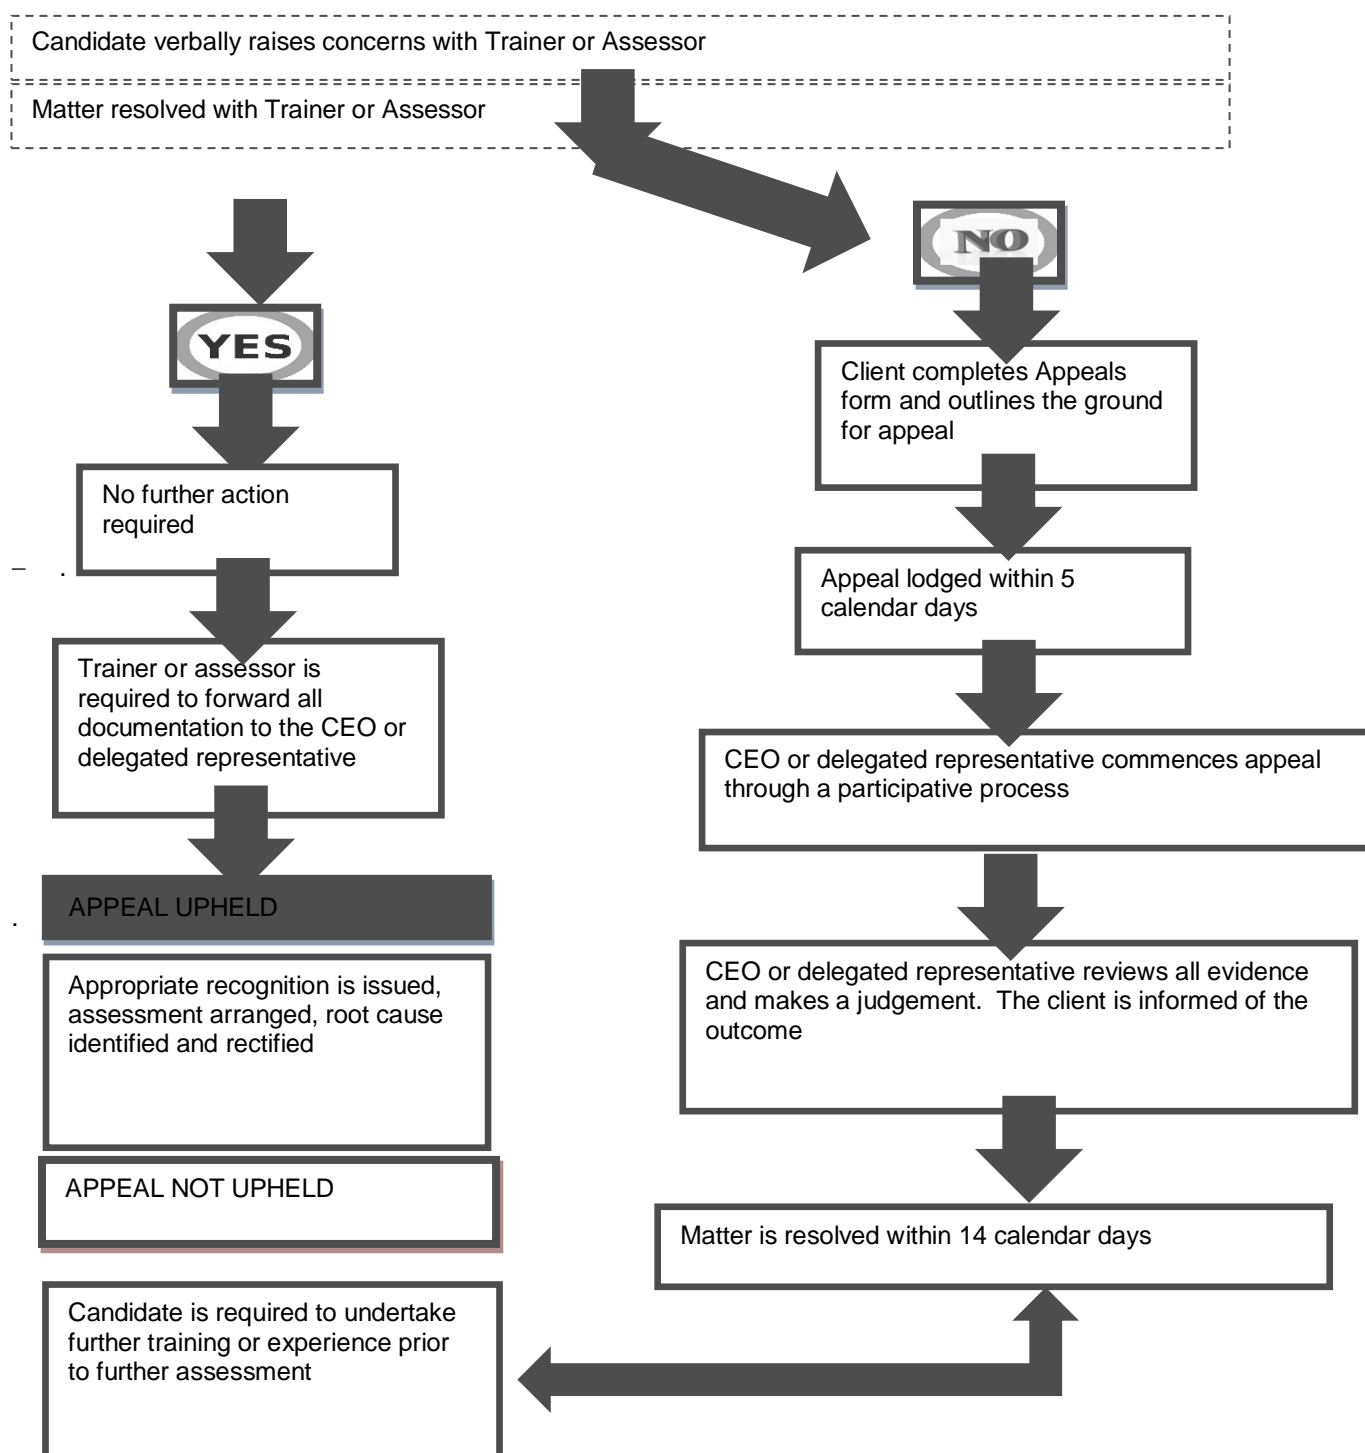 Candidate verbally raises concerns with Trainer or Assessor
Matter resolved with Trainer or Assessor
YES
No further action
required
– .
Trainer or assessor is
required to forward all
documentation to the CEO or
delegated representative
APPEAL UPHELD
.
Appropriate recognition is issued,
assessment arranged, root cause
identified and rectified
APPEAL NOT UPHELD
Candidate is required to undertake
further training or experience prior
to further assessment
NO
Client completes Appeals
form and outlines the ground
for appeal
Appeal lodged within 5
calendar days
CEO or delegated representative commences appeal
through a participative process
CEO or delegated representative reviews all evidence
and makes a judgement.  The client is informed of the
outcome
Matter is resolved within 14 calendar days